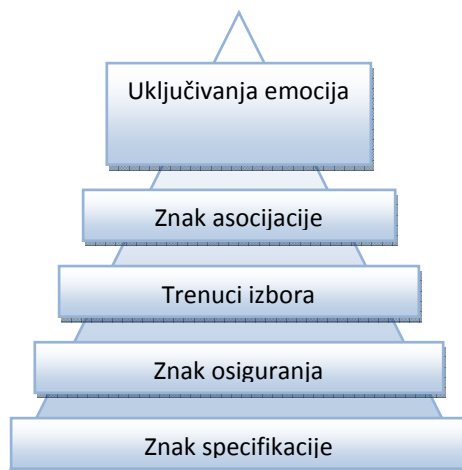 Uključivanja emocija
Znak asocijacije
Trenuci izbora
Znak osiguranja
Znak specifikacije